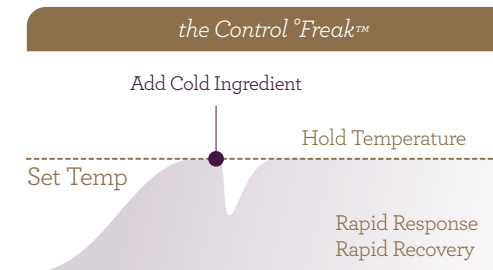 the Control °Freak™
Add Cold Ingredient
Hold Temperature
Set Temp
Rapid Response
Rapid Recovery